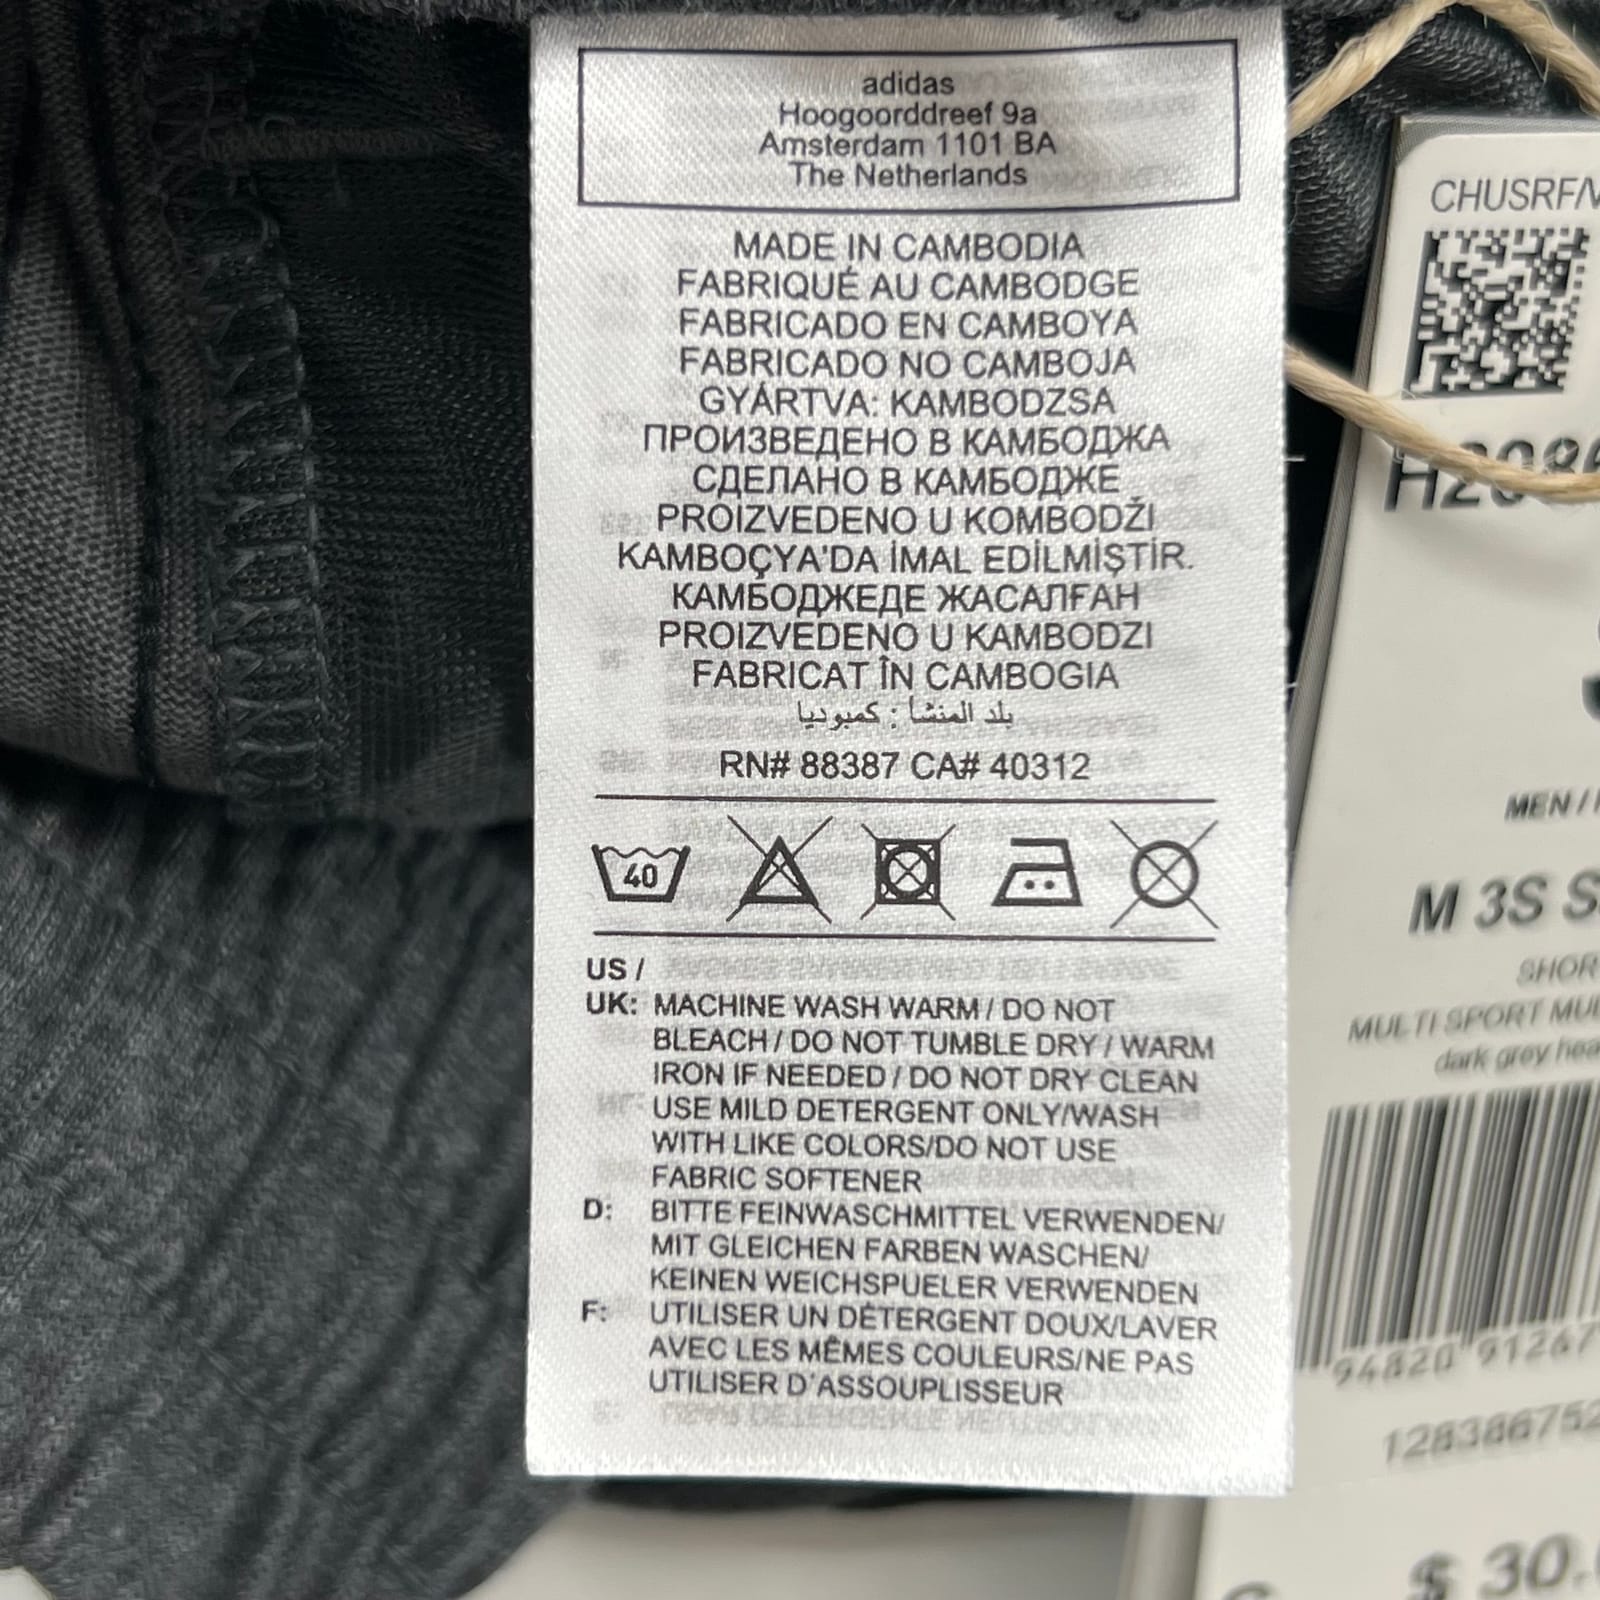 adidas
Hoogoorddreef 9a
Amsterdam 1101 BA
The Netherlands
MADE IN CAMBODIA
FABRIQUÉ AU CAMBODGE
FABRICADO EN CAMBOYA
FABRICADO NO CAMBOJA
GYÁRTVA: KAMBODZSA
ПРОИЗВЕДЕНО В КАМБОДЖА
СДЕЛАНО В КАМБОДЖЕ
PROIZVEDENO U KOMBODŽI
KAMBOÇYA'DA İMAL EDİLMİŞTİR.
КАМБОДЖЕДЕ ЖАСАЛҒАН
PROIZVEDENO U KAMBODZI
FABRICAT ÎN CAMBOGIA
بلد المنشأ : كمبوديا
RN# 88387 CA# 40312
40
US /
UK: MACHINE WASH WARM / DO NOT
BLEACH / DO NOT TUMBLE DRY / WARM
IRON IF NEEDED / DO NOT DRY CLEAN
USE MILD DETERGENT ONLY/WASH
WITH LIKE COLORS/DO NOT USE
FABRIC SOFTENER
D: BITTE FEINWASCHMITTEL VERWENDEN/
MIT GLEICHEN FARBEN WASCHEN/
KEINEN WEICHSPUELER VERWENDEN
F: UTILISER UN DÉTERGENT DOUX/LAVER
AVEC LES MÊMES COULEURS/NE PAS
UTILISER D'ASSOUPLISSEUR
CHUSRF/
MEN /
M 3S
SHOR
MULTI SPORT
dark grey
94820 91267
128386752
$ 30.